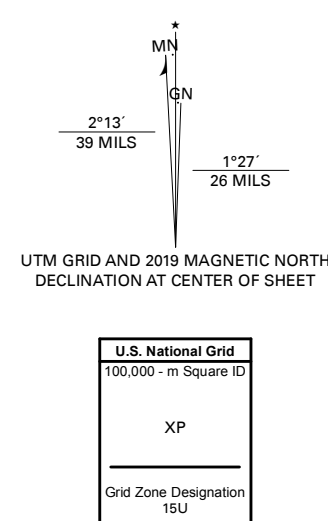 ★
MN
GN
2°13´
39 MILS
1°27´
26 MILS
UTM GRID AND 2019 MAGNETIC NORTH
DECLINATION AT CENTER OF SHEET
U.S. National Grid
100,000 - m Square ID
XP
Grid Zone Designation
15U